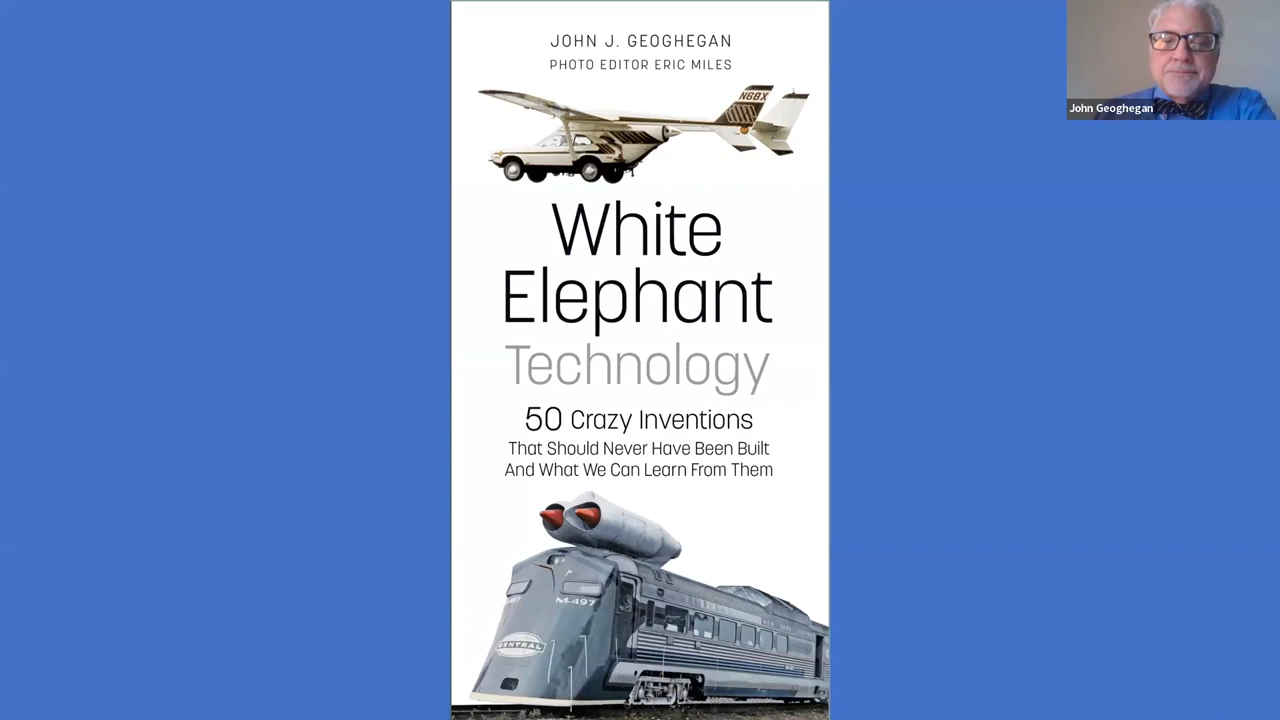 JOHN J. GEOGHEGAN
PHOTO EDITOR ERIC MILES
N68X
White
Elephant
Technology
50 Crazy Inventions
That Should Never Have Been Built
And What We Can Learn From Them
M-497
CENTRAL
John Geoghegan